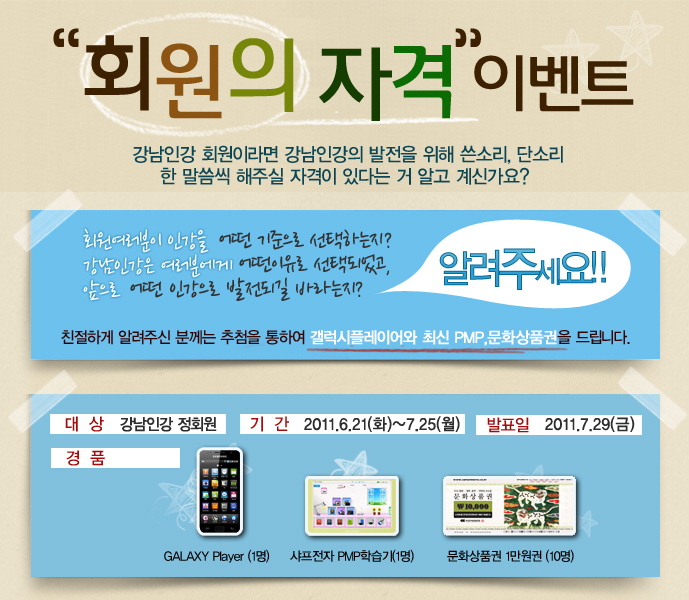 “회원의 자격”이벤트
강남인강 회원이라면 강남인강의 발전을 위해 쓴소리, 단소리
한 말씀씩 해주실 자격이 있다는 거 알고 계신가요?
회원여러분이 인강을 어떤 기준으로 선택하는지?
강남인강은 여러분에게 어떤이유로 선택되었고,
앞으로 어떤 인강으로 발전되길 바라는지?
알려주세요!!
친절하게 알려주신 분께는 추첨을 통하여 갤럭시플레이어와 최신 PMP,문화상품권을 드립니다.
대 상 강남인강 정회원 기 간 2011.6.21(화)~7.25(월) 발표일 2011.7.29(금)
경 품
문화상품권
₩10,000
GALAXY Player (1명) 샤프전자 PMP학습기(1명) 문화상품권 1만원권 (10명)